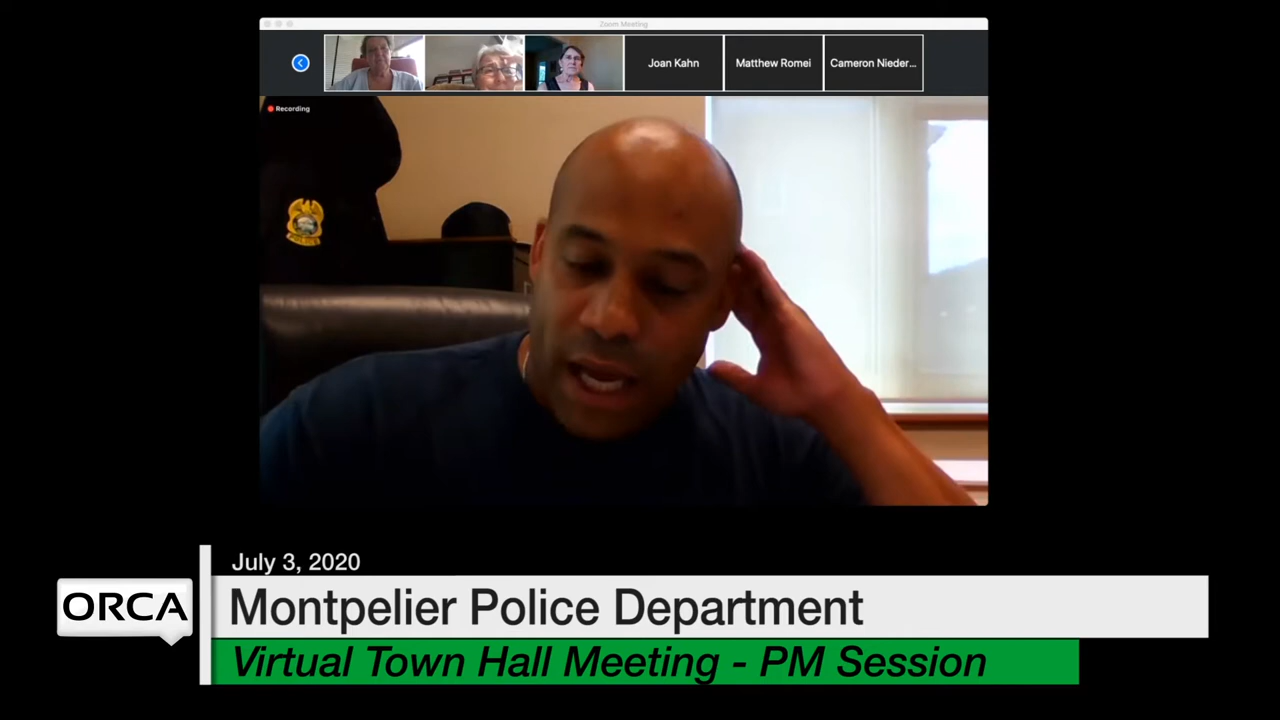 Zoom Meeting
Joan Kahn
Matthew Romei
Cameron Nieder...
Recording
July 3, 2020
ORCA
Montpelier Police Department
Virtual Town Hall Meeting - PM Session